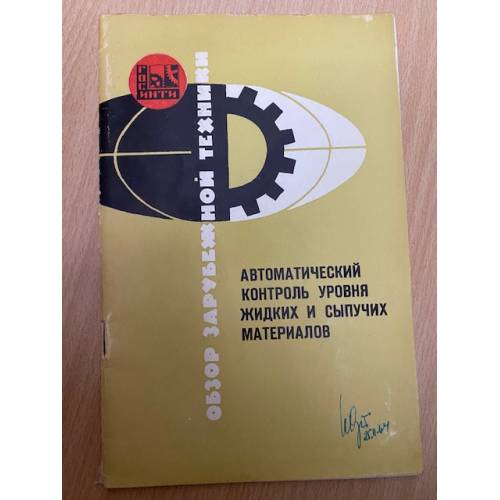 ГОС
ИНТИ
ОБЗОР ЗАРУБЕЖНОЙ ТЕХНИКИ
АВТОМАТИЧЕСКИЙ
КОНТРОЛЬ УРОВНЯ
ЖИДКИХ И СЫПУЧИХ
МАТЕРИАЛОВ